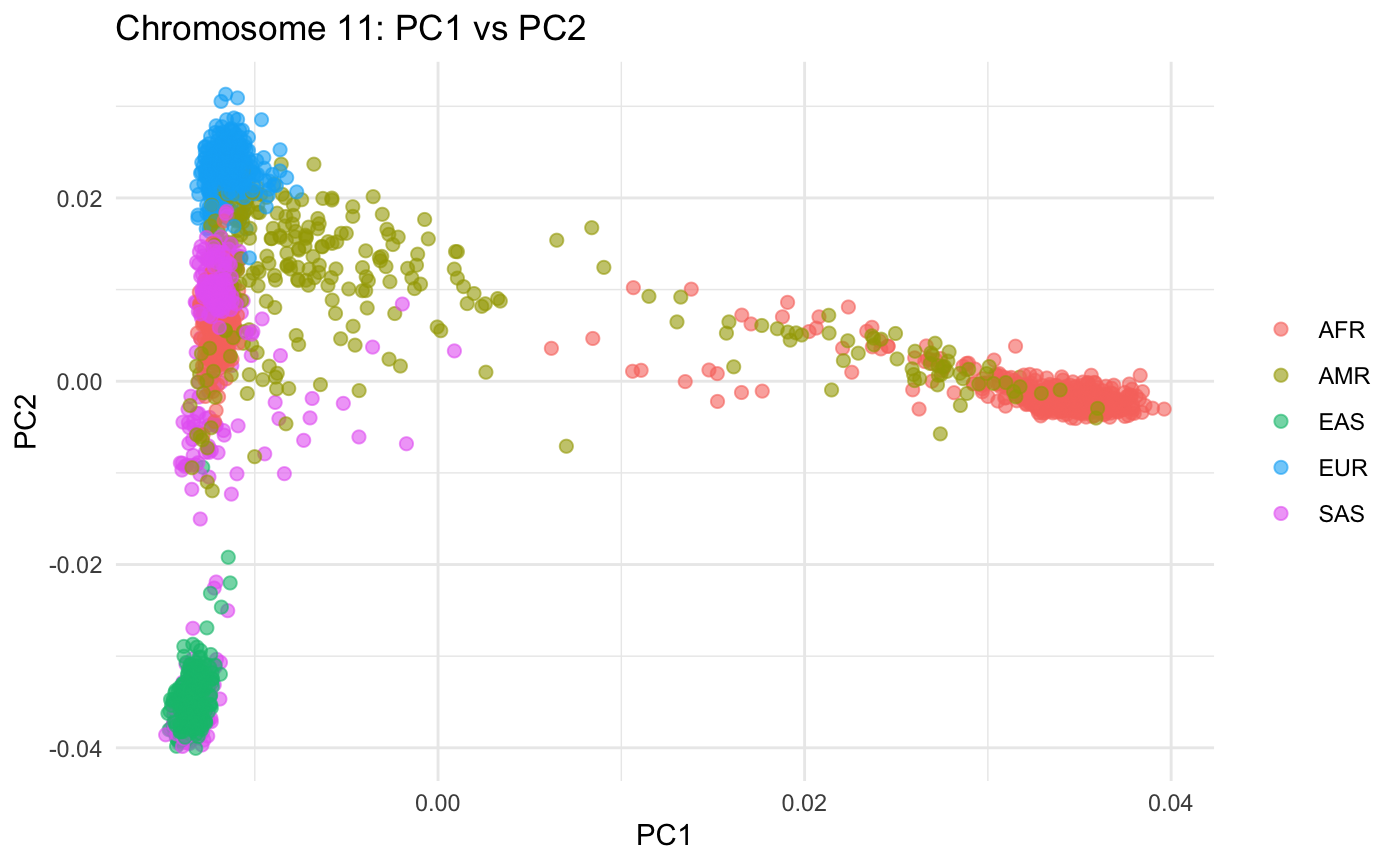 Chromosome 11: PC1 vs PC2
PC2
0.02
0.00
-0.02
-0.04
0.00
0.02
0.04
PC1
AFR
AMR
EAS
EUR
SAS